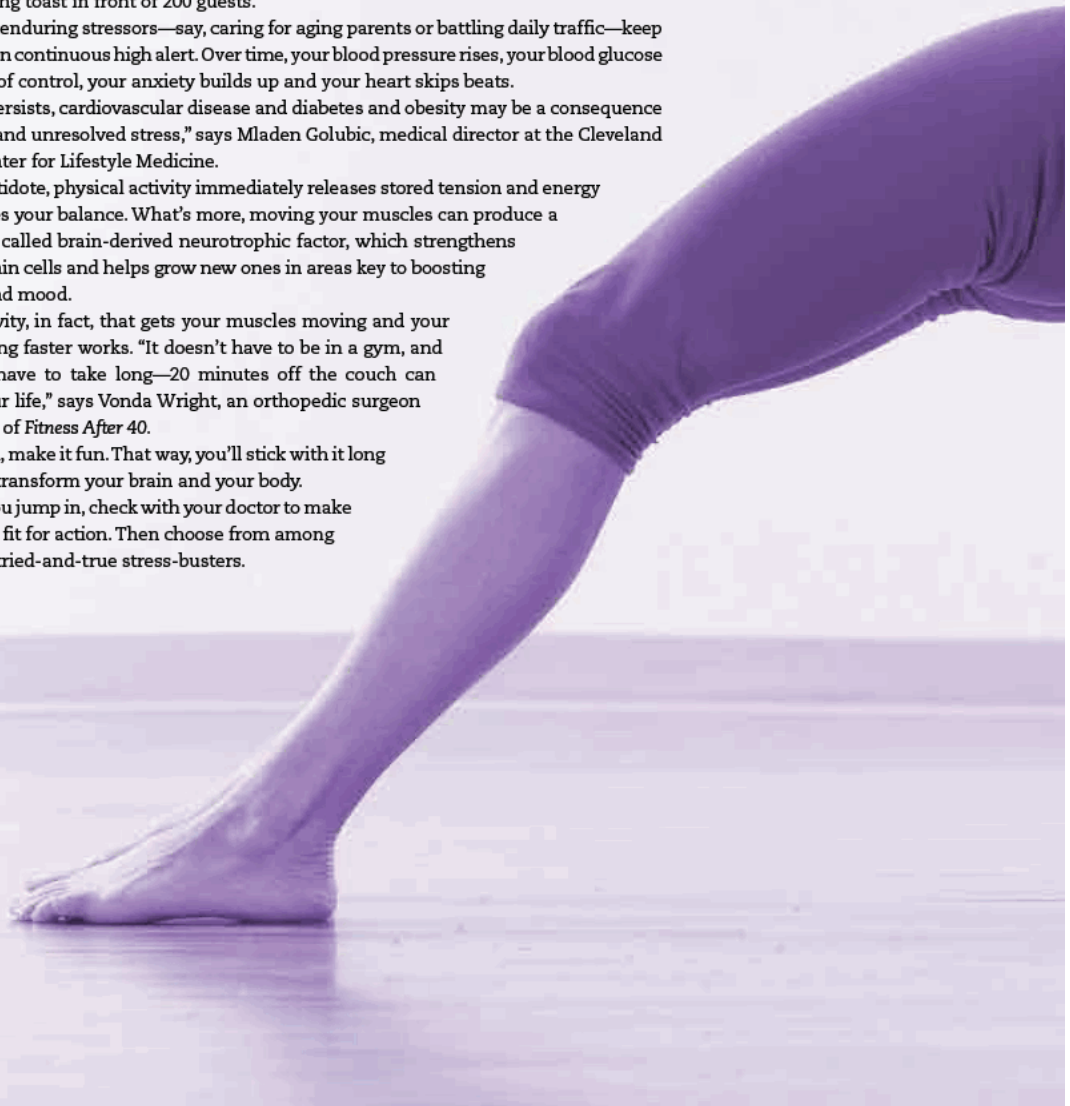 ng toast in front of 200 guests.
enduring stressors—say, caring for aging parents or battling daily traffic—keep
n continuous high alert. Over time, your blood pressure rises, your blood glucose
of control, your anxiety builds up and your heart skips beats.
ersists, cardiovascular disease and diabetes and obesity may be a consequence
and unresolved stress,” says Mladen Golubic, medical director at the Cleveland
ter for Lifestyle Medicine.
tidote, physical activity immediately releases stored tension and energy
s your balance. What’s more, moving your muscles can produce a
called brain-derived neurotrophic factor, which strengthens
in cells and helps grow new ones in areas key to boosting
d mood.
vity, in fact, that gets your muscles moving and your
ng faster works. “It doesn’t have to be in a gym, and
have to take long—20 minutes off the couch can
r life,” says Vonda Wright, an orthopedic surgeon
of Fitness After 40.
, make it fun. That way, you’ll stick with it long
transform your brain and your body.
u jump in, check with your doctor to make
fit for action. Then choose from among
tried-and-true stress-busters.